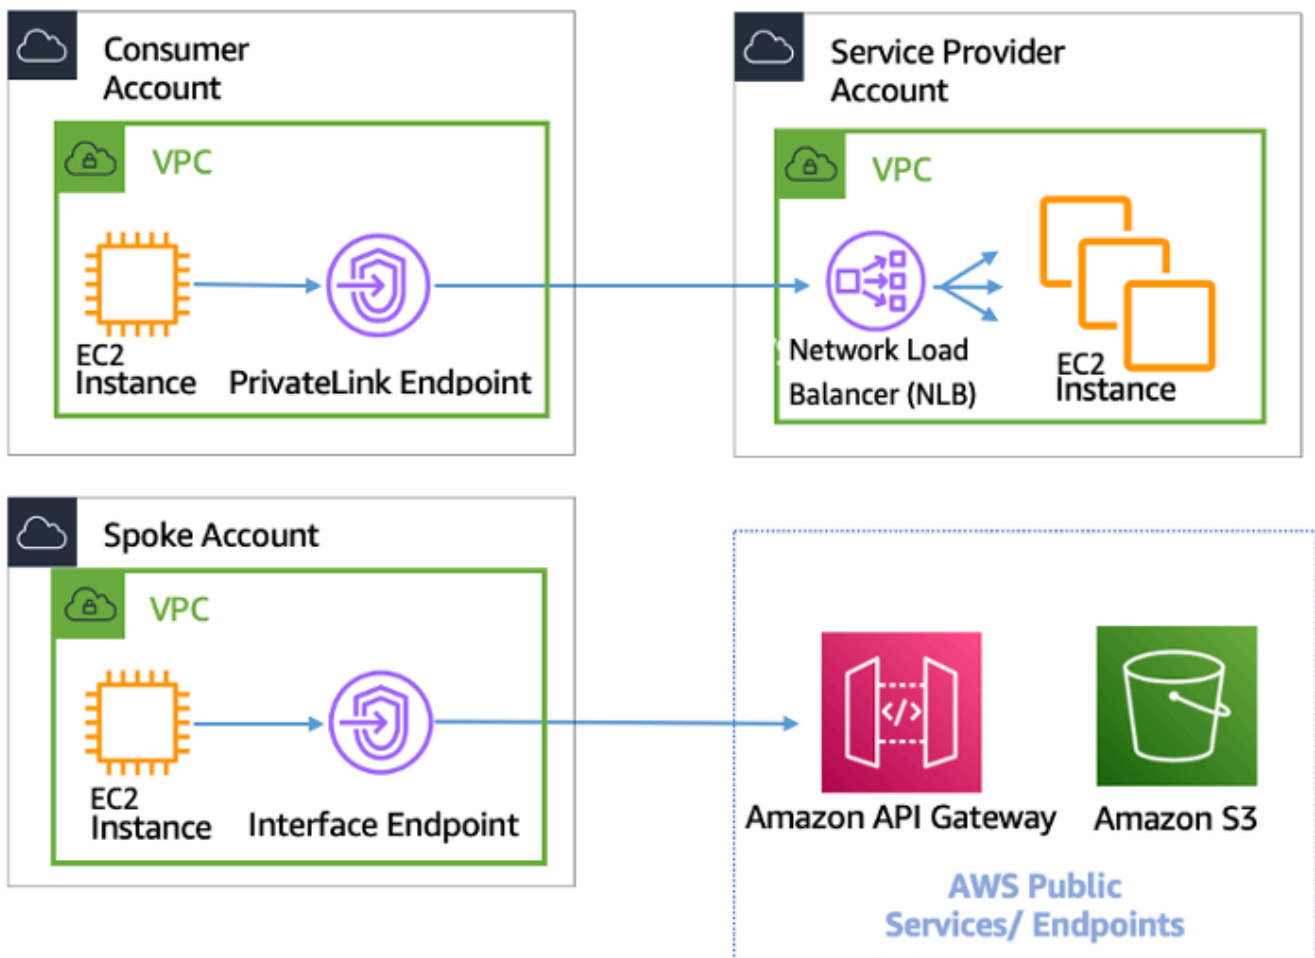 Consumer
Account
VPC
EC2
Instance
PrivateLink Endpoint
Service Provider
Account
VPC
Network Load
Balancer (NLB)
EC2
Instance
Spoke Account
VPC
EC2
Instance
Interface Endpoint
</>
Amazon API Gateway
Amazon S3
AWS Public
Services/ Endpoints